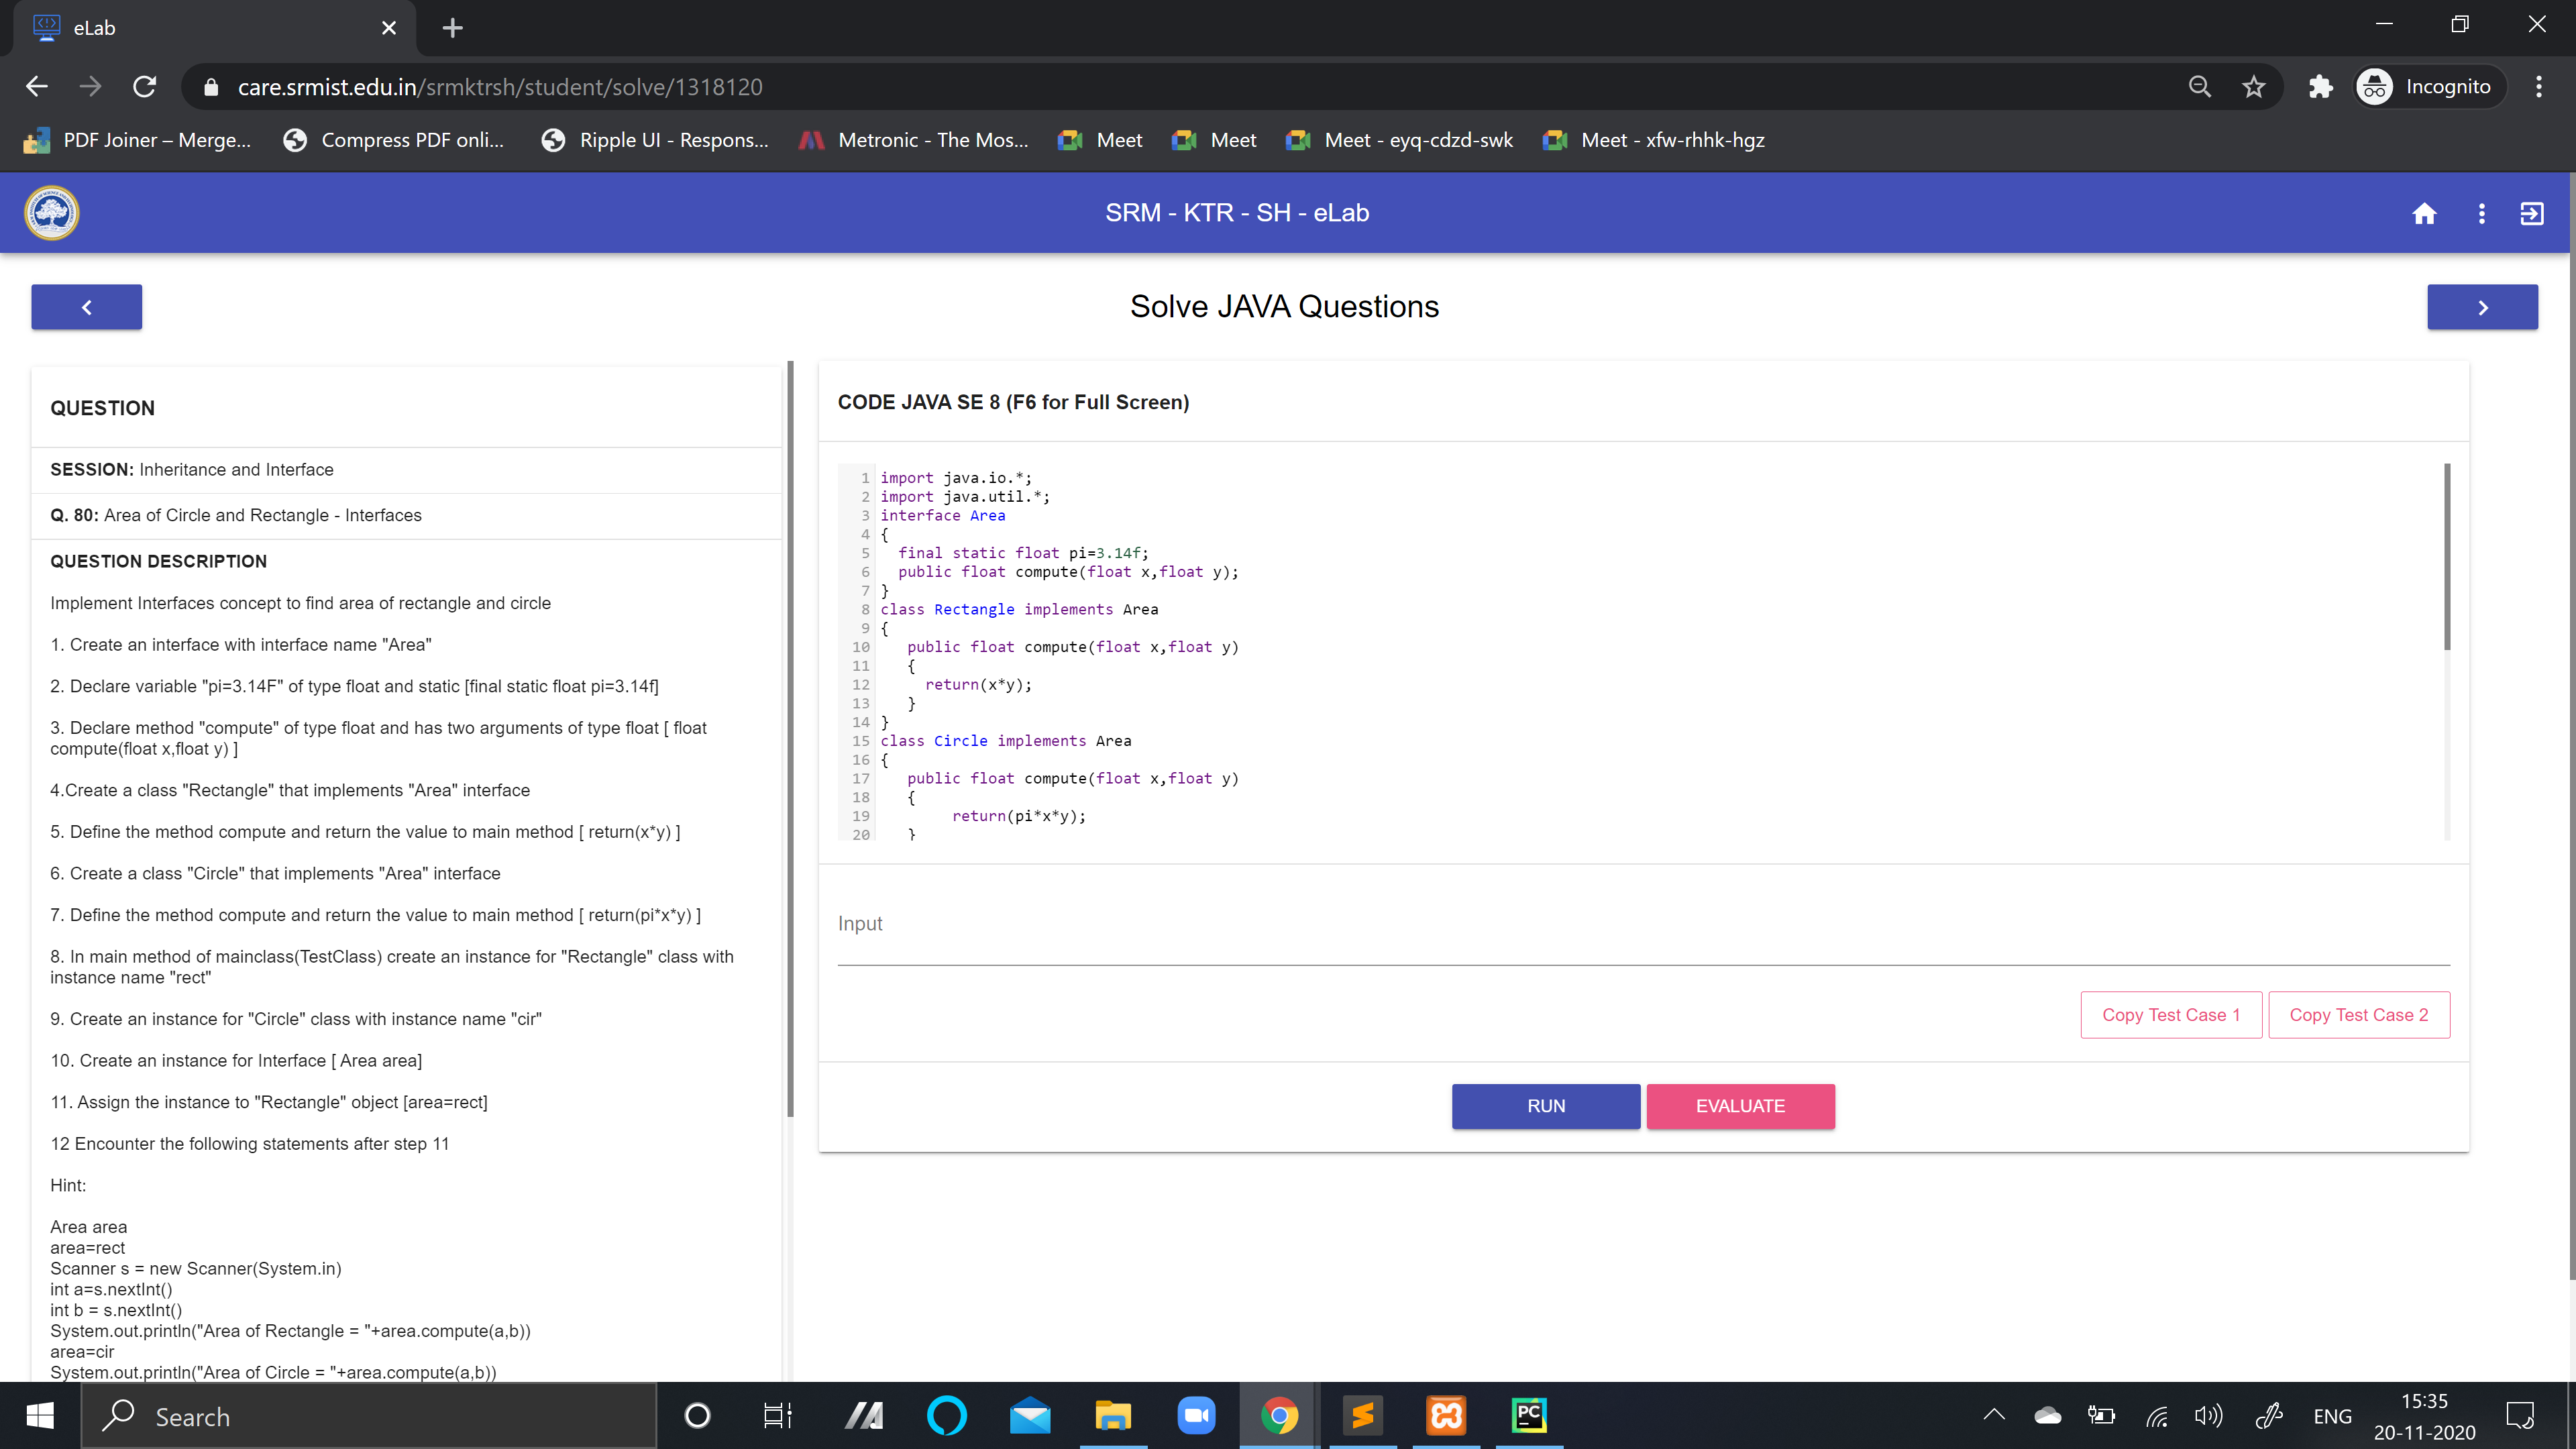 eLab
care.srmist.edu.in/srmktrsh/student/solve/1318120
Incognito
PDF Joiner – Merge...
Compress PDF onli...
Ripple UI - Respons...
Metronic - The Mos...
Meet
Meet
Meet - eyq-cdzd-swk
Meet - xfw-rhhk-hgz
SRM - KTR - SH - eLab
Solve JAVA Questions
QUESTION
SESSION: Inheritance and Interface
Q. 80: Area of Circle and Rectangle - Interfaces
QUESTION DESCRIPTION
Implement Interfaces concept to find area of rectangle and circle
1. Create an interface with interface name "Area"
2. Declare variable "pi=3.14F" of type float and static [final static float pi=3.14f]
3. Declare method "compute" of type float and has two arguments of type float [ float
compute(float x,float y) ]
4.Create a class "Rectangle" that implements "Area" interface
5. Define the method compute and return the value to main method [ return(x*y) ]
6. Create a class "Circle" that implements "Area" interface
7. Define the method compute and return the value to main method [ return(pi*x*y) ]
8. In main method of mainclass(TestClass) create an instance for "Rectangle" class with
instance name "rect"
9. Create an instance for "Circle" class with instance name "cir"
10. Create an instance for Interface [ Area area]
11. Assign the instance to "Rectangle" object [area=rect]
12 Encounter the following statements after step 11
Hint:
Area area
area=rect
Scanner s = new Scanner(System.in)
int a=s.nextInt()
int b = s.nextInt()
System.out.println("Area of Rectangle = "+area.compute(a,b))
area=cir
System.out.println("Area of Circle = "+area.compute(a,b))
CODE JAVA SE 8 (F6 for Full Screen)
1 import java.io.*;
2 import java.util.*;
3 interface Area
4 {
5 final static float pi=3.14f;
6 public float compute(float x,float y);
7 }
8 class Rectangle implements Area
9 {
10 public float compute(float x,float y)
11 {
12 return(x*y);
13 }
14 }
15 class Circle implements Area
16 {
17 public float compute(float x,float y)
18 {
19 return(pi*x*y);
20 }
Input
Copy Test Case 1
Copy Test Case 2
RUN
EVALUATE
Search
PC
ENG
15:35
20-11-2020